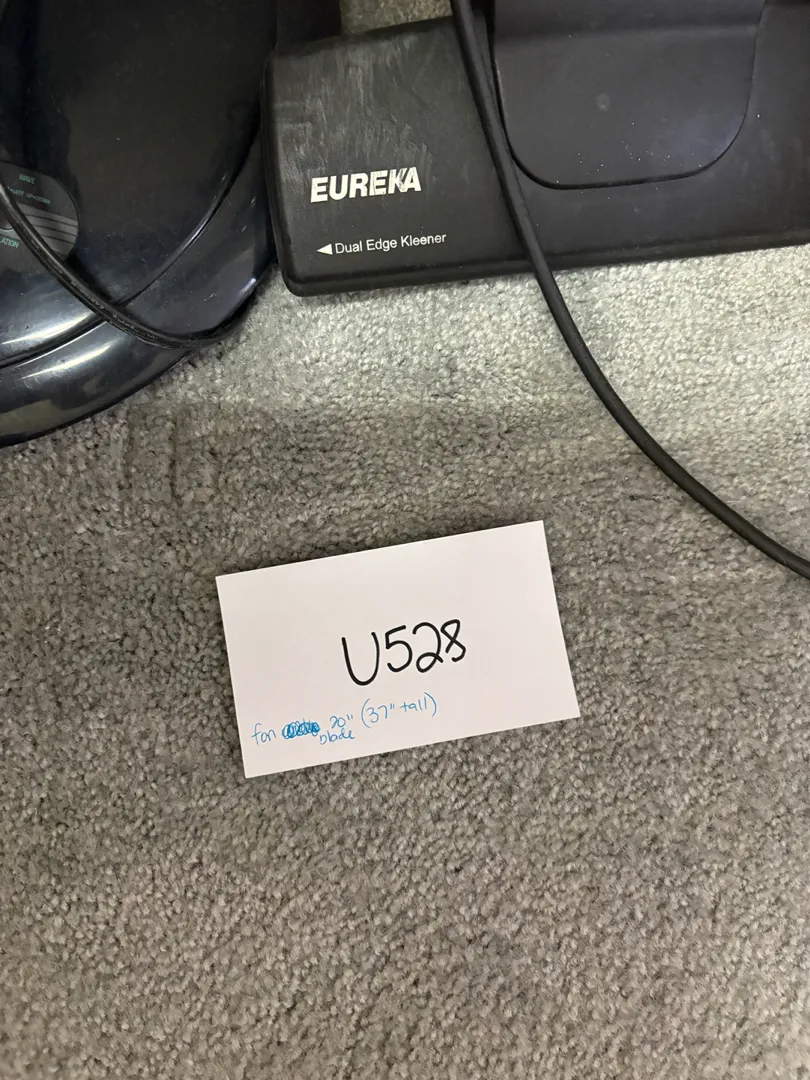 EUREKA
◄ Dual Edge Kleener
U528
fan 20" (37" tall)
blade